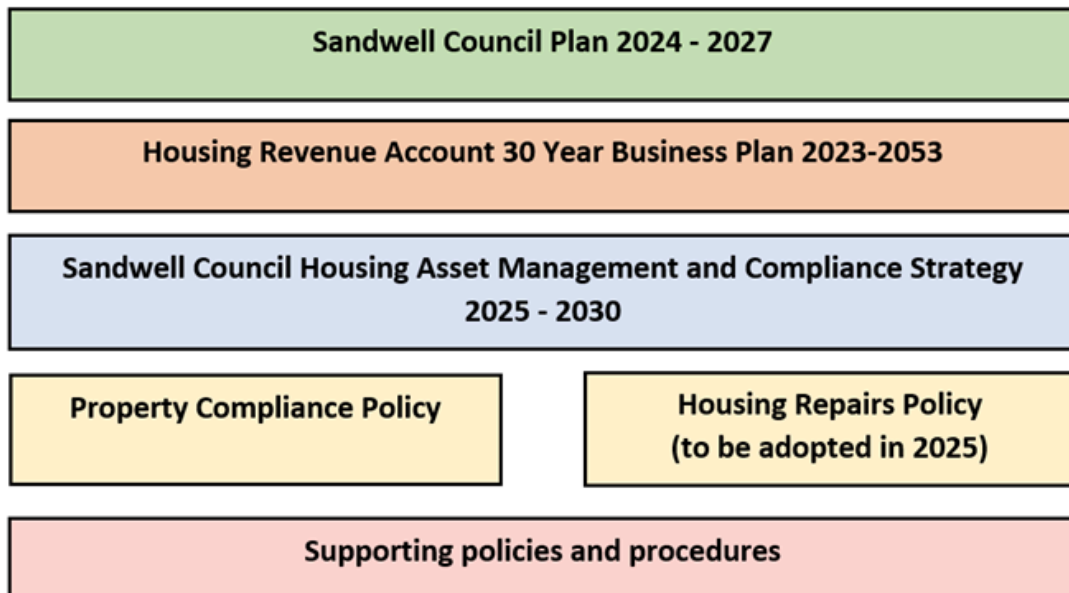 Sandwell Council Plan 2024 - 2027
Housing Revenue Account 30 Year Business Plan 2023-2053
Sandwell Council Housing Asset Management and Compliance Strategy
2025 - 2030
Property Compliance Policy
Housing Repairs Policy
(to be adopted in 2025)
Supporting policies and procedures